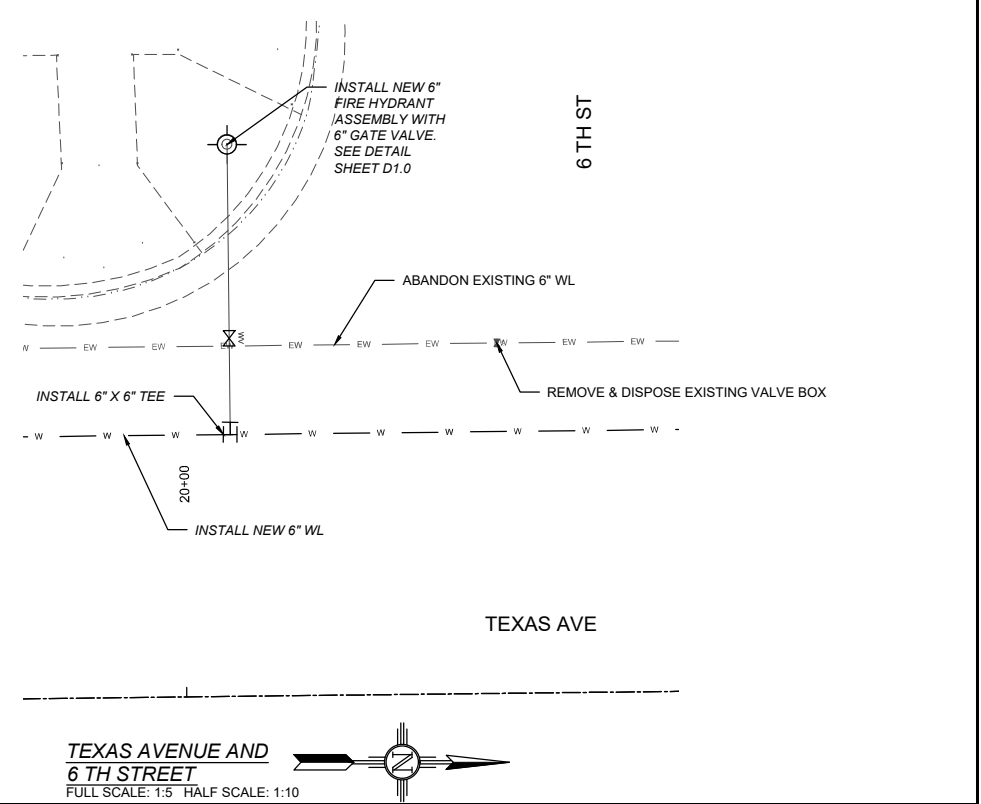 INSTALL NEW 6"
FIRE HYDRANT
ASSEMBLY WITH
6" GATE VALVE.
SEE DETAIL
SHEET D1.0
6 TH ST
ABANDON EXISTING 6" WL
W EW EW EW EW EW EW EW EW EW
REMOVE & DISPOSE EXISTING VALVE BOX
INSTALL 6" X 6" TEE
W W W W W W W W W W
20+00
INSTALL NEW 6" WL
TEXAS AVE
TEXAS AVENUE AND
6 TH STREET
FULL SCALE: 1:5 HALF SCALE: 1:10
N